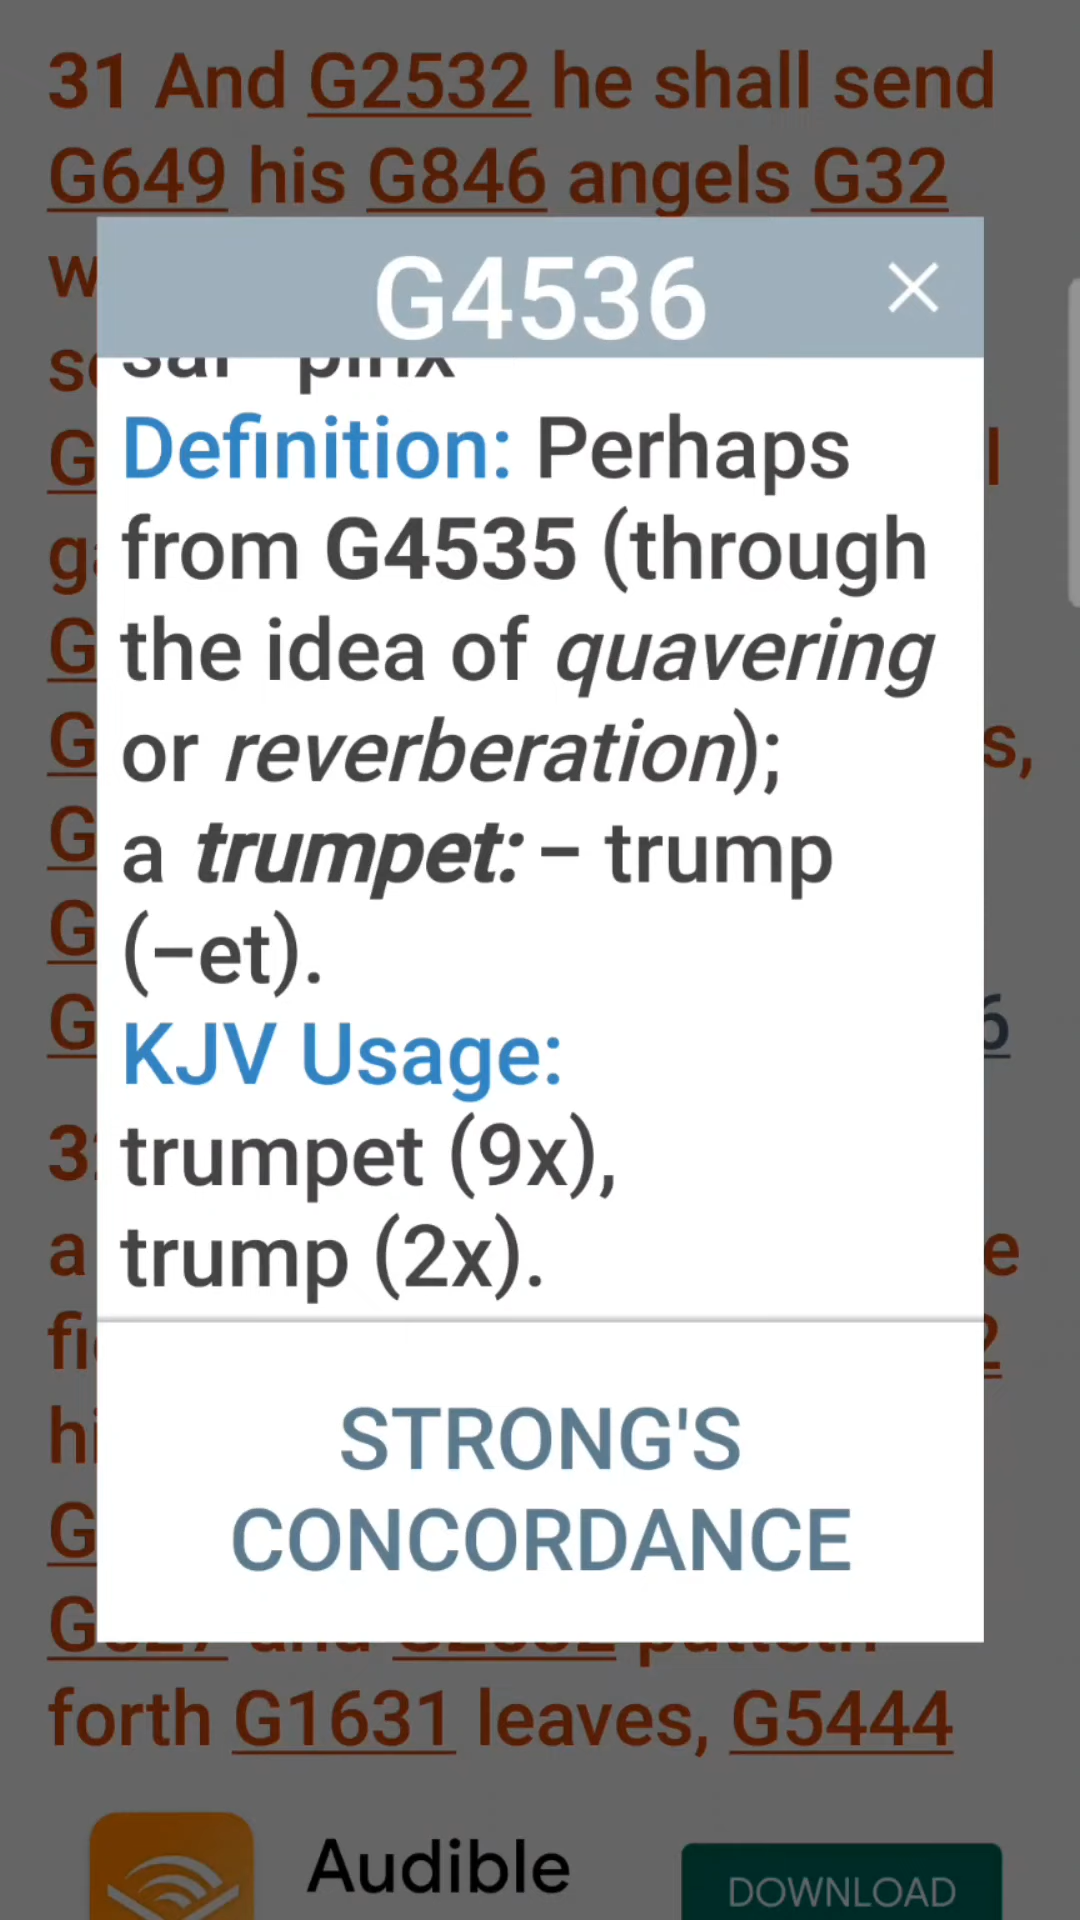 31 And G2532 he shall send
G649 his G846 angels G32
G4536
Definition: Perhaps
from G4535 (through
the idea of quavering
or reverberation);
a trumpet: – trump
(–et).
KJV Usage:
trumpet (9x),
trump (2x).
STRONG'S
CONCORDANCE
forth G1631 leaves, G5444
Audible
DOWNLOAD